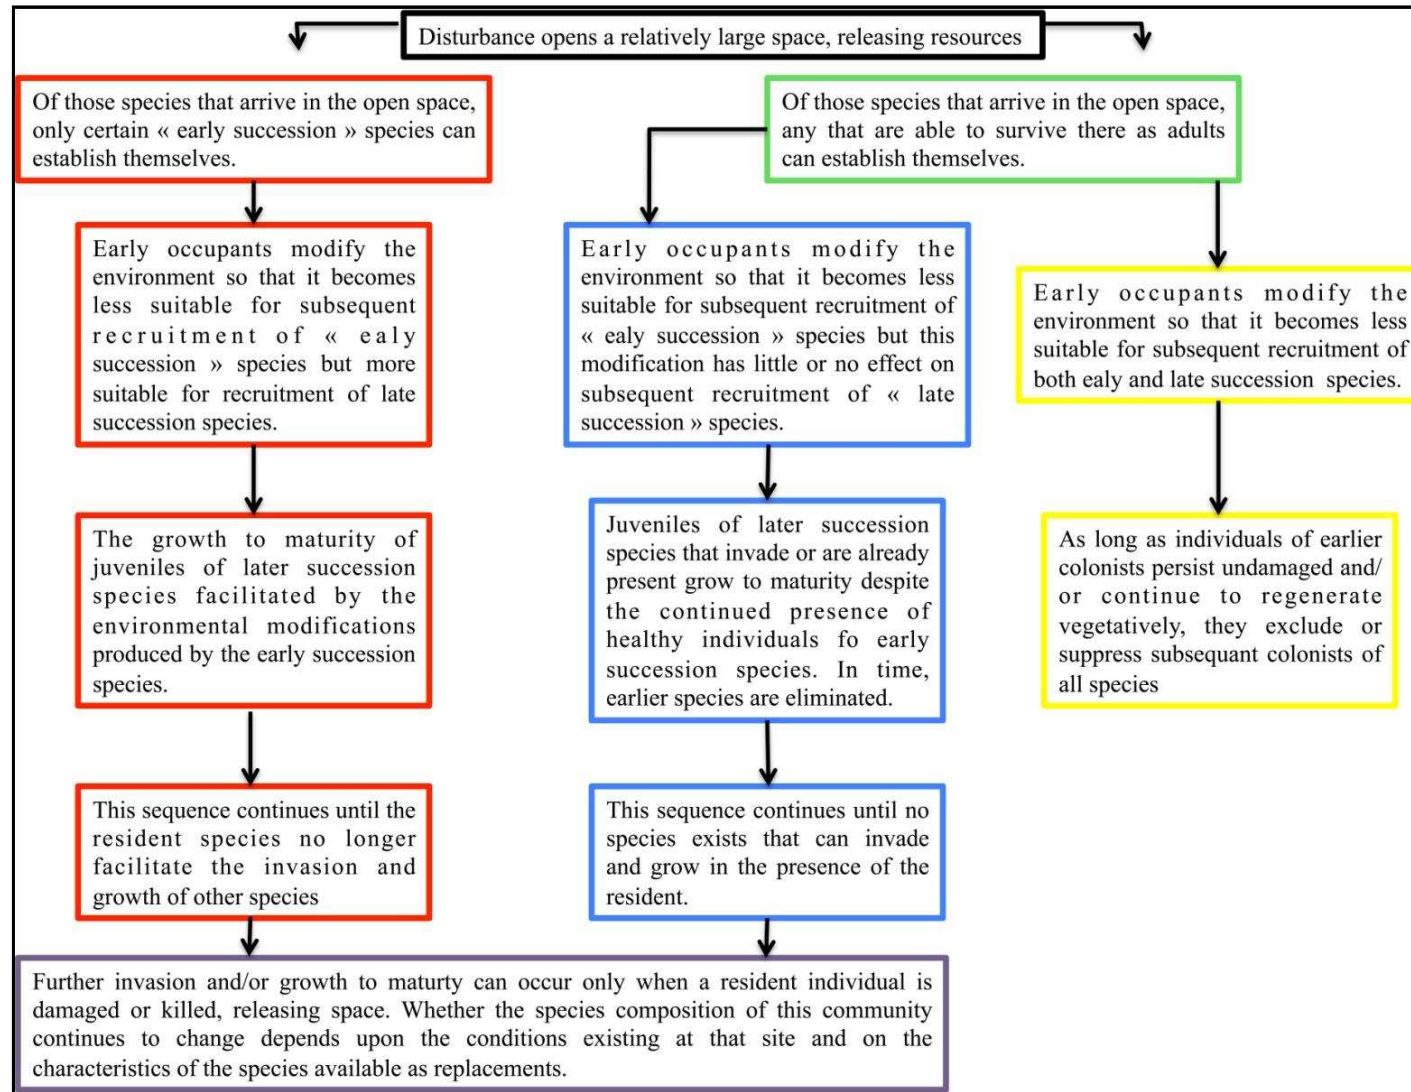 Disturbance opens a relatively large space, releasing resources
Of those species that arrive in the open space,
only certain « early succession » species can
establish themselves.
Of those species that arrive in the open space,
any that are able to survive there as adults
can establish themselves.
Early occupants modify the
environment so that it becomes
less suitable for subsequent
recruitment of « ealy
succession » species but more
suitable for recruitment of late
succession species.
Early occupants modify the
environment so that it becomes less
suitable for subsequent recruitment of
« ealy succession » species but this
modification has little or no effect on
subsequent recruitment of « late
succession » species.
Early occupants modify the
environment so that it becomes less
suitable for subsequent recruitment of
both ealy and late succession species.
The growth to maturity of
juveniles of later succession
species facilitated by the
environmental modifications
produced by the early succession
species.
Juveniles of later succession
species that invade or are already
present grow to maturity despite
the continued presence of
healthy individuals fo early
succession species. In time,
earlier species are eliminated.
As long as individuals of earlier
colonists persist undamaged and/
or continue to regenerate
vegetatively, they exclude or
suppress subsequant colonists of
all species
This sequence continues until the
resident species no longer
facilitate the invasion and
growth of other species
This sequence continues until no
species exists that can invade
and grow in the presence of the
resident.
Further invasion and/or growth to maturty can occur only when a resident individual is
damaged or killed, releasing space. Whether the species composition of this community
continues to change depends upon the conditions existing at that site and on the
characteristics of the species available as replacements.